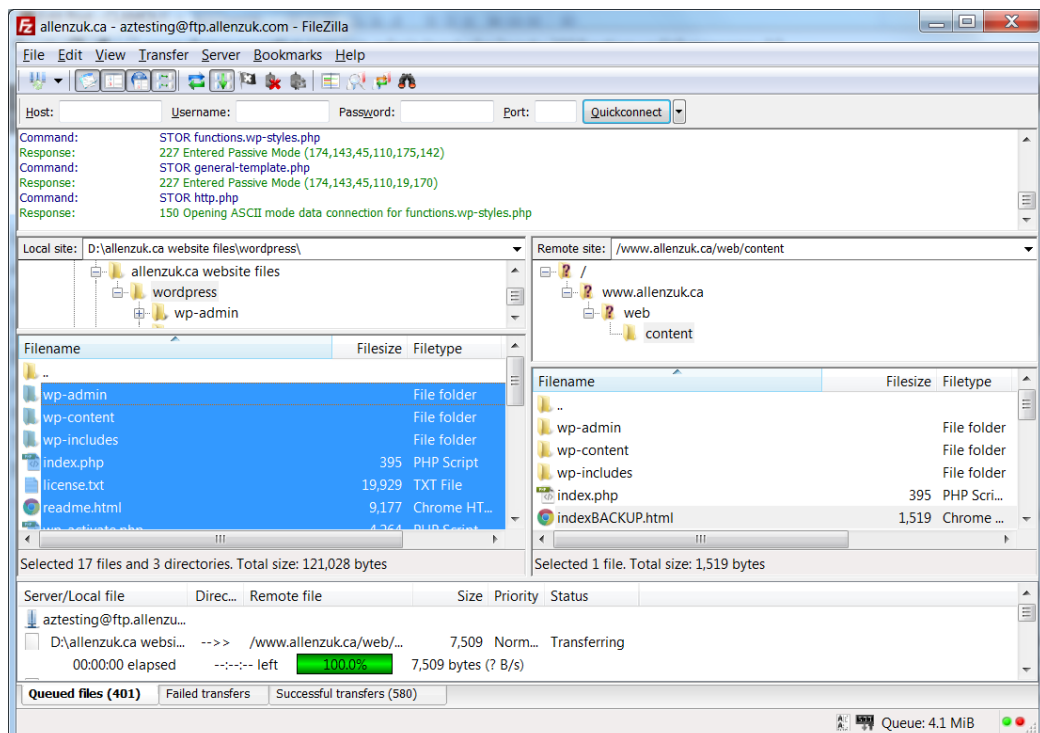 allenzuk.ca - aztesting@ftp.allenzuk.com - FileZilla
File Edit View Transfer Server Bookmarks Help
Host: Username: Password: Port: Quickconnect
Command: STOR functions.wp-styles.php
Response: 227 Entered Passive Mode (174,143,45,110,175,142)
Command: STOR general-template.php
Response: 227 Entered Passive Mode (174,143,45,110,19,170)
Command: STOR http.php
Response: 150 Opening ASCII mode data connection for functions.wp-styles.php
Local site: D:\allenzuk.ca website files\wordpress\
allenzuk.ca website files
wordpress
wp-admin
Filename Filesize Filetype
..
wp-admin File folder
wp-content File folder
wp-includes File folder
index.php 395 PHP Script
license.txt 19,929 TXT File
readme.html 9,177 Chrome HT...
wp-activate.php 4,264 PHP Script
Selected 17 files and 3 directories. Total size: 121,028 bytes
Remote site: /www.allenzuk.ca/web/content
/
www.allenzuk.ca
web
content
Filename Filesize Filetype
..
wp-admin File folder
wp-content File folder
wp-includes File folder
index.php 395 PHP Scri...
indexBACKUP.html 1,519 Chrome ...
Selected 1 file. Total size: 1,519 bytes
Server/Local file Direc... Remote file Size Priority Status
aztesting@ftp.allenzu...
D:\allenzuk.ca websi... -->> /www.allenzuk.ca/web/... 7,509 Norm... Transferring
00:00:00 elapsed --:--:-- left 100.0% 7,509 bytes (? B/s)
Queued files (401) Failed transfers Successful transfers (580)
Queue: 4.1 MiB